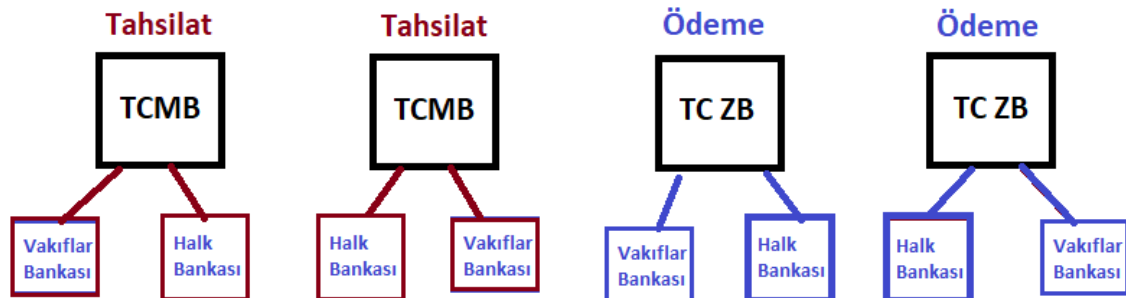 Tahsilat
TCMB
Vakıflar
Bankası
Halk
Bankası
Tahsilat
TCMB
Halk
Bankası
Vakıflar
Bankası
Ödeme
TC ZB
Vakıflar
Bankası
Halk
Bankası
Ödeme
TC ZB
Halk
Bankası
Vakıflar
Bankası